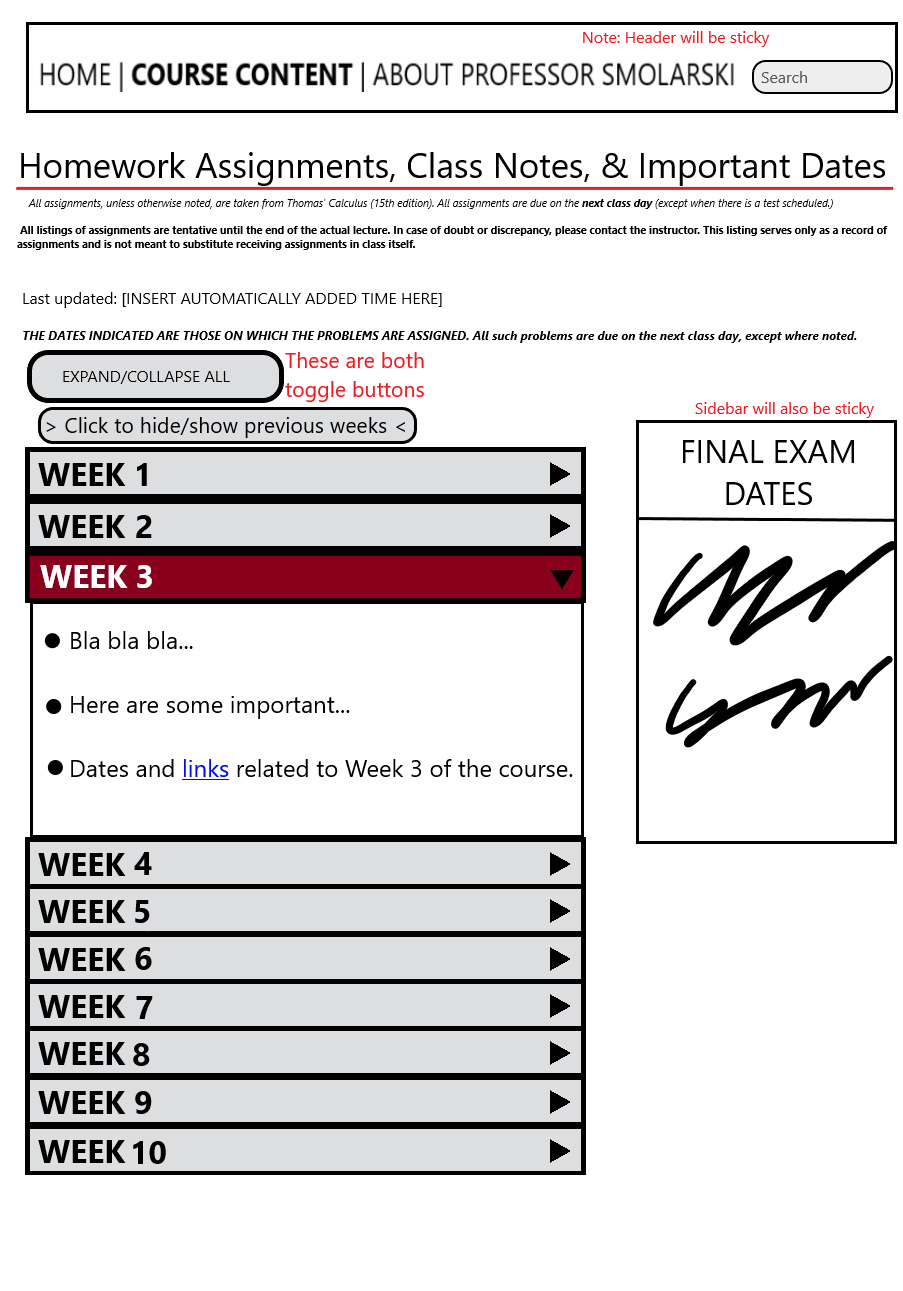 Note: Header will be sticky
HOME | COURSE CONTENT | ABOUT PROFESSOR SMOLARSKI
Search
Homework Assignments, Class Notes, & Important Dates
All assignments, unless otherwise noted, are taken from Thomas' Calculus (15th edition). All assignments are due on the next class day (except when there is a test scheduled.)
All listings of assignments are tentative until the end of the actual lecture. In case of doubt or discrepancy, please contact the instructor. This listing serves only as a record of
assignments and is not meant to substitute receiving assignments in class itself.
Last updated: [INSERT AUTOMATICALLY ADDED TIME HERE]
THE DATES INDICATED ARE THOSE ON WHICH THE PROBLEMS ARE ASSIGNED. All such problems are due on the next class day, except where noted.
EXPAND/COLLAPSE ALL
These are both
toggle buttons
> Click to hide/show previous weeks <
WEEK 1
WEEK 2
WEEK 3
● Bla bla bla...
● Here are some important...
● Dates and links related to Week 3 of the course.
WEEK 4
WEEK 5
WEEK 6
WEEK 7
WEEK 8
WEEK 9
WEEK 10
Sidebar will also be sticky
FINAL EXAM
DATES